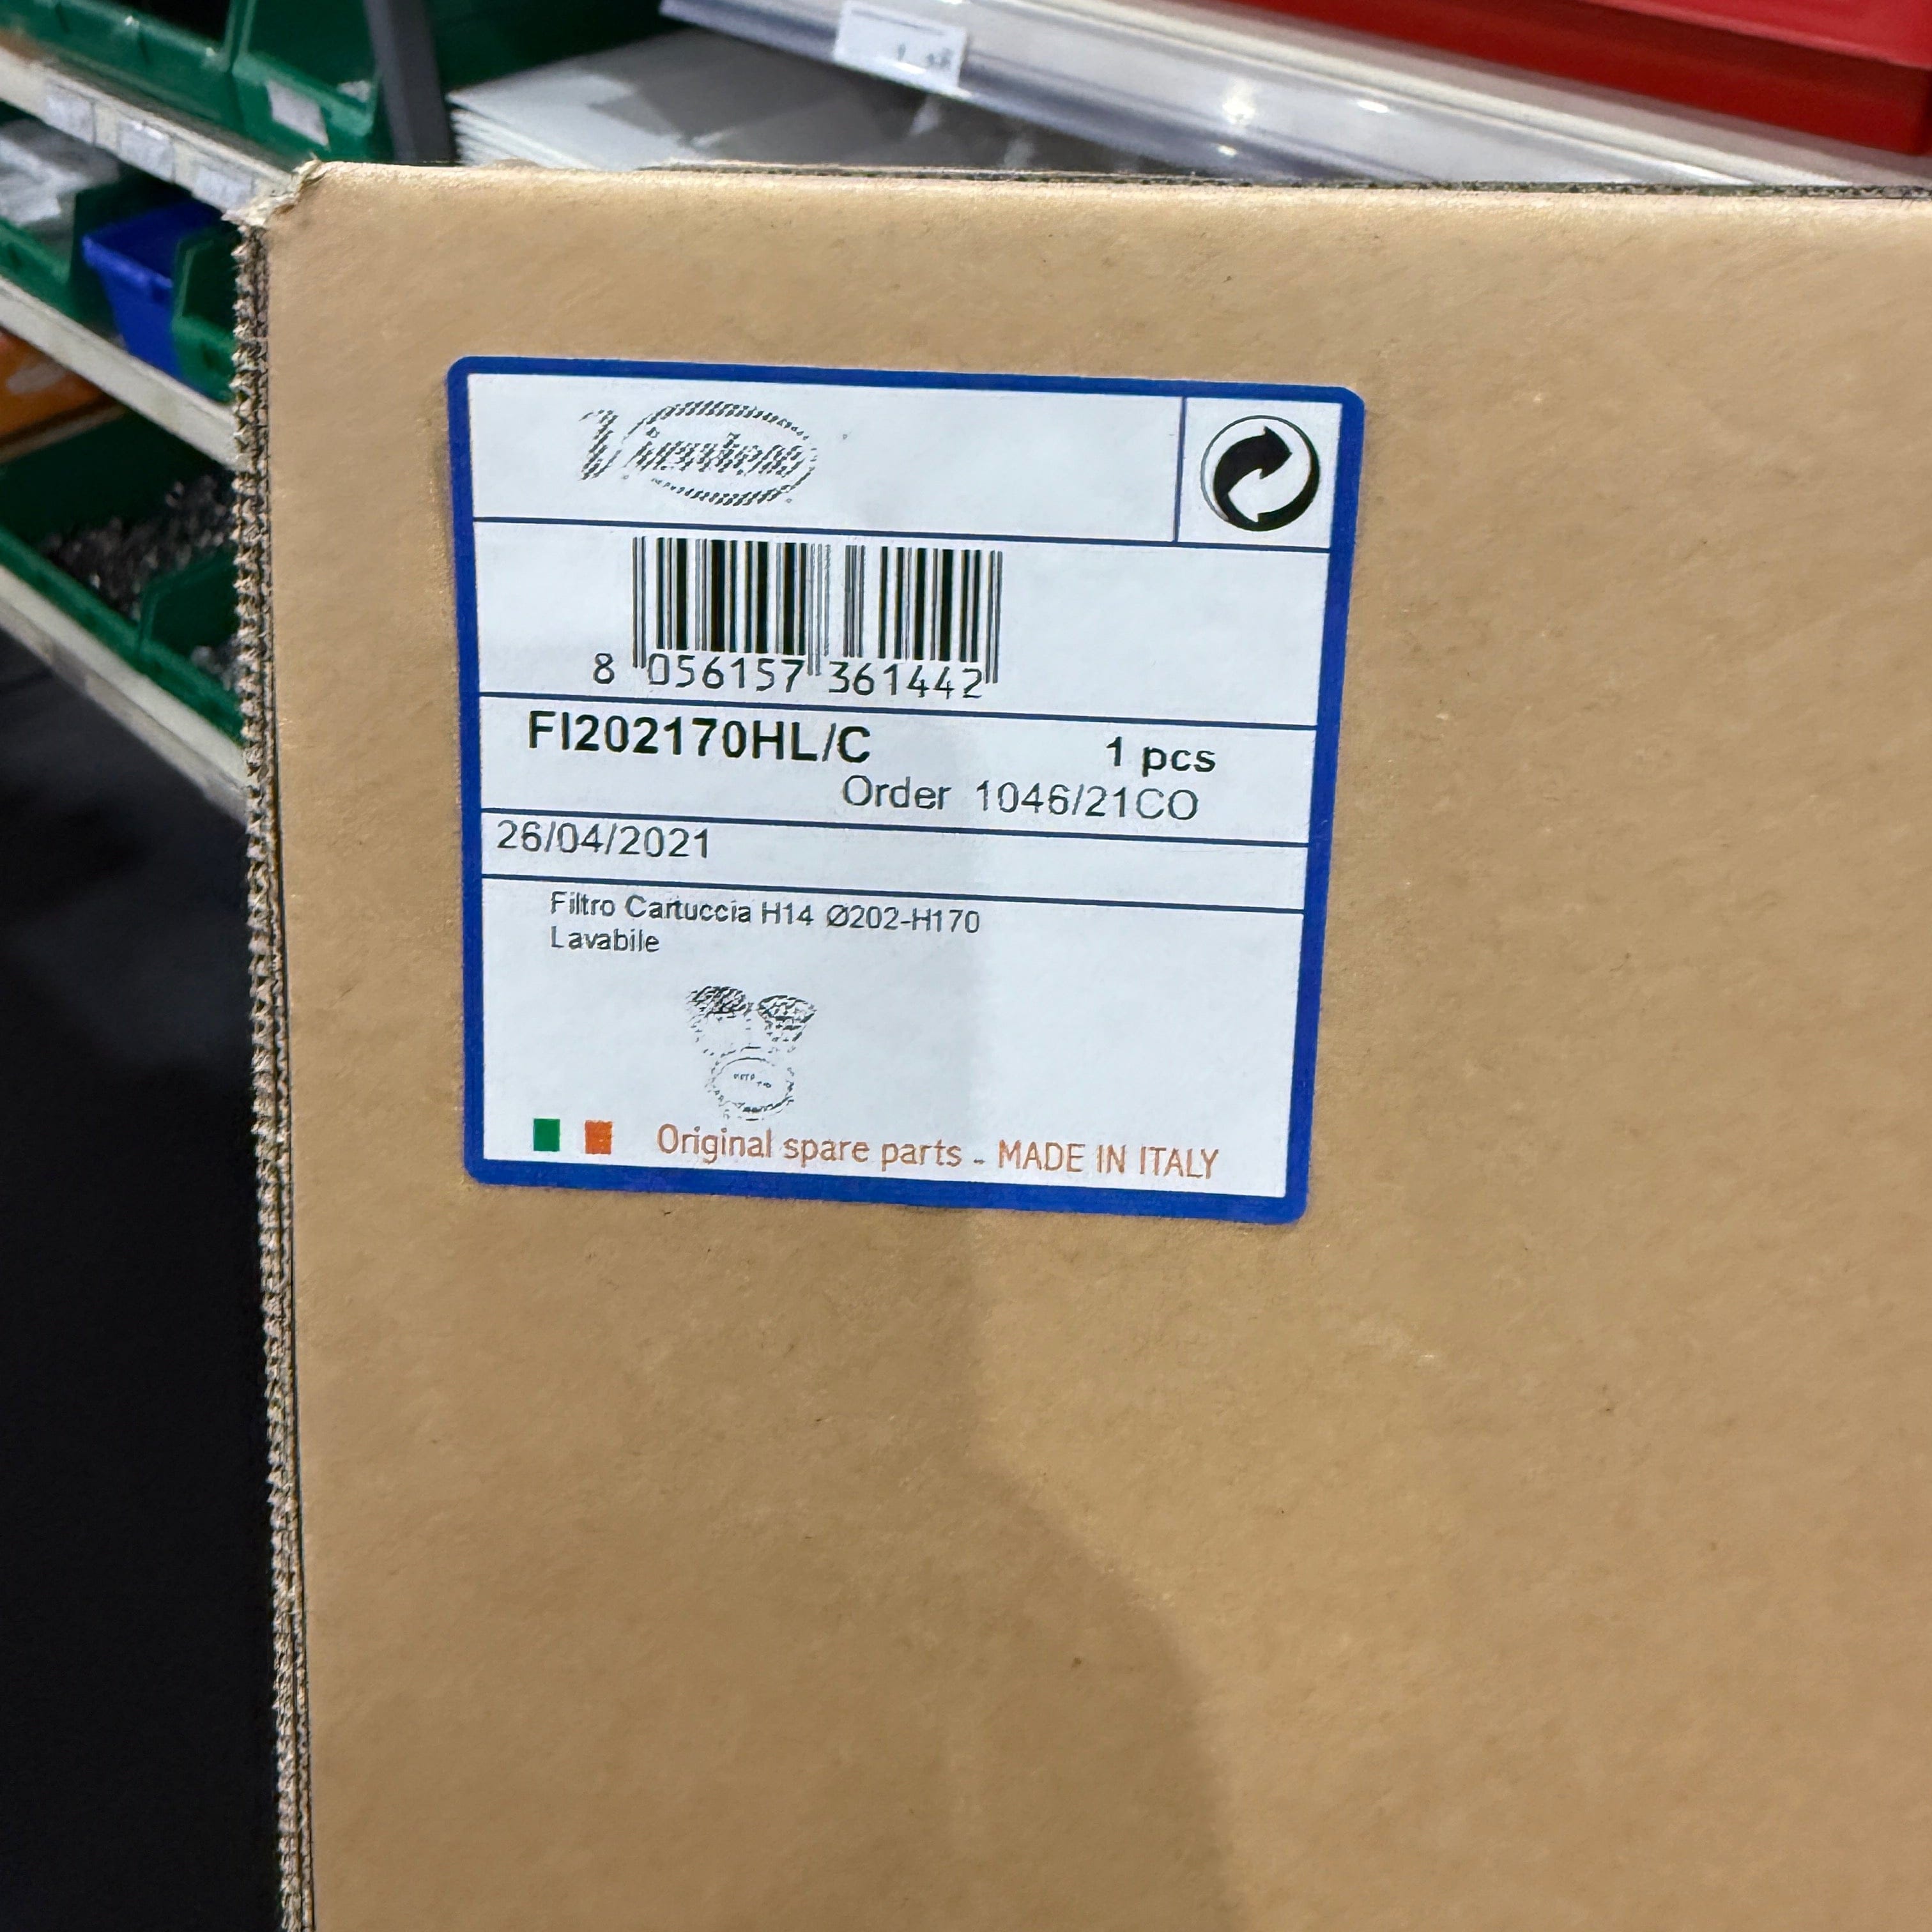 8 056157 361442
FI202170HL/C 1 pcs
Order 1046/21CO
26/04/2021
Filtro Cartuccia H14 Ø202-H170
Lavabile
Original spare parts - MADE IN ITALY